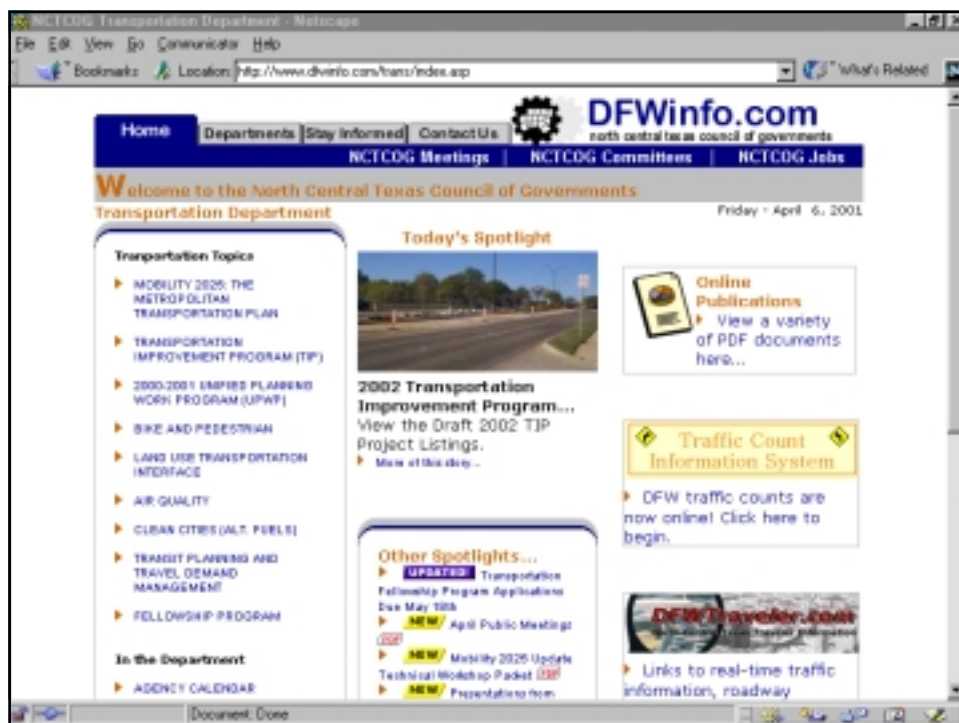 NCTCOG Transportation Department - Netscape
File Edit View Go Communicator Help
Bookmarks Location: http://www.dfwinfo.com/trans/index.asp What's Related
DFWinfo.com
north central texas council of governments
Home Departments Stay Informed Contact Us
NCTCOG Meetings | NCTCOG Committees | NCTCOG Jobs
Welcome to the North Central Texas Council of Governments
Transportation Department
Friday - April 6, 2001
Tranportation Topics
MOBILITY 2025: THE
METROPOLITAN
TRANSPORTATION PLAN
TRANSPORTATION
IMPROVEMENT PROGRAM (TIP)
2000-2001 UNIFIED PLANNING
WORK PROGRAM (UPWP)
BIKE AND PEDESTRIAN
LAND USE TRANSPORTATION
INTERFACE
AIR QUALITY
CLEAN CITIES (ALT. FUELS)
TRANSIT PLANNING AND
TRAVEL DEMAND
MANAGEMENT
FELLOWSHIP PROGRAM
In the Department
AGENCY CALENDAR
Today's Spotlight
2002 Transportation
Improvement Program...
View the Draft 2002 TIP
Project Listings.
More of this story...
Other Spotlights...
UPDATED! Transportation
Fellowship Program Applications
Due May 18th
NEW! April Public Meetings
PDF
NEW! Mobility 2025 Update
Technical Workshop Packet PDF
NEW! Presentations from
Online
Publications
View a variety
of PDF documents
here...
Traffic Count
Information System
DFW traffic counts are
now online! Click here to
begin.
DFWTraveler.com
Traveler Information
Links to real-time traffic
information, roadway
Document: Done